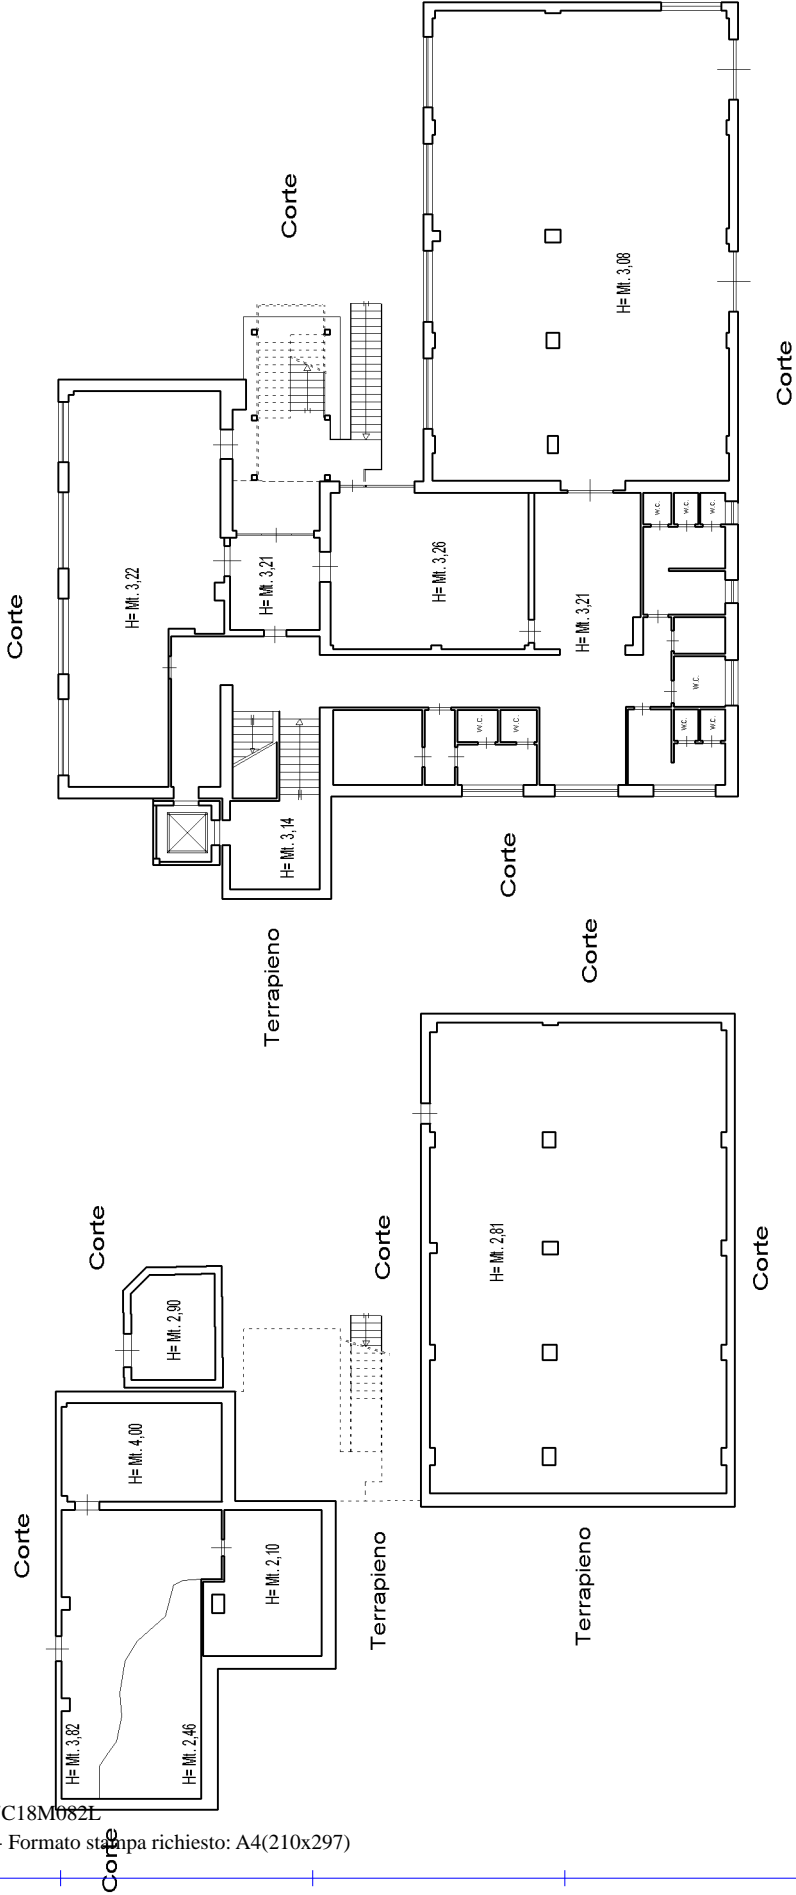 Corte
H= Mt. 3,08
Corte
Corte
H= Mt. 3,22
H= Mt. 3,21
H= Mt. 3,26
H= Mt. 3,21
W.C.
W.C.
W.C.
W.C.
W.C.
W.C.
W.C.
W.C.
H= Mt. 3,14
Corte
Terrapieno
Corte
Corte
Corte
H= Mt. 2,81
Corte
H= Mt. 2,90
H= Mt. 4,00
Corte
H= Mt. 2,10
Terrapieno
Terrapieno
H= Mt. 3,82
H= Mt. 2,46
C18M082L
- Formato stampa richiesto: A4(210x297)
Corte